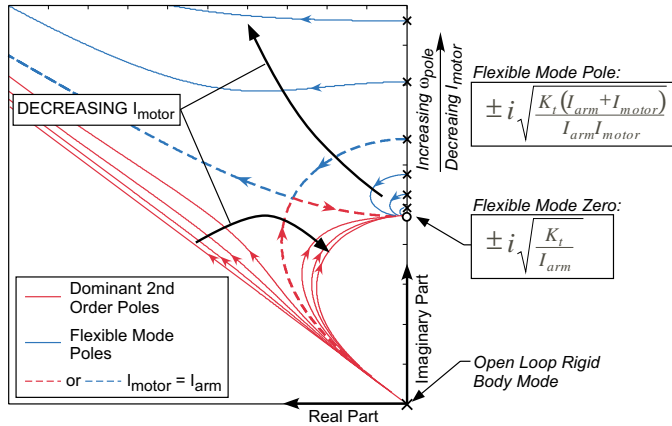 Increasing ω_pole
Decreaing I_motor
DECREASING I_motor
Flexible Mode Pole:
± i √(K_t (I_arm + I_motor) / I_arm I_motor)
Flexible Mode Zero:
± i √(K_t / I_arm)
Dominant 2nd
Order Poles
Flexible Mode
Poles
or I_motor = I_arm
Imaginary Part
Open Loop Rigid
Body Mode
Real Part